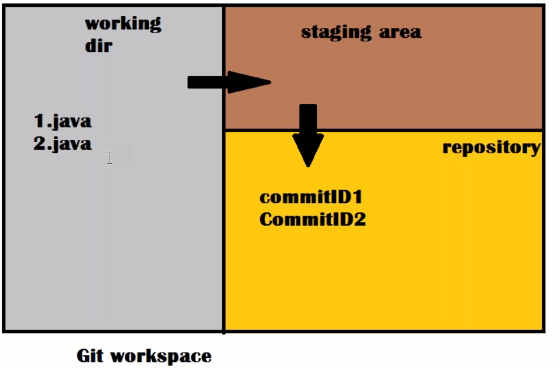 working
dir
staging area
1.java
2.java
repository
commitID1
CommitID2
Git workspace